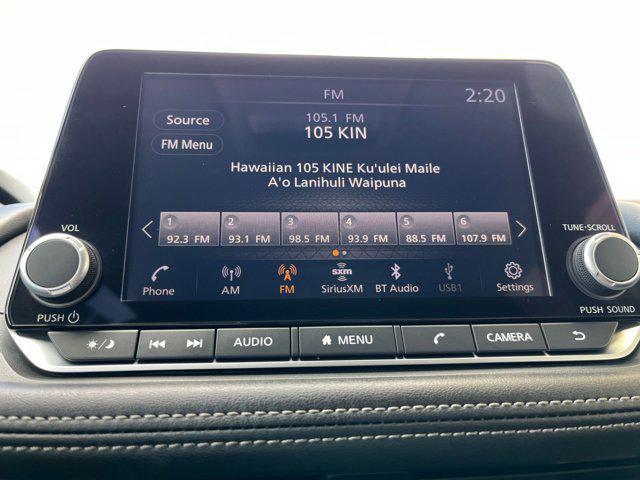 FM 2:20
Source 105.1 FM
105 KIN
FM Menu
Hawaiian 105 KINE Ku'ulei Maile
A'o Lanihuli Waipuna
1 2 3 4 5 6
92.3 FM 93.1 FM 98.5 FM 93.9 FM 88.5 FM 107.9 FM
VOL TUNE·SCROLL
sxm
Phone AM FM SiriusXM BT Audio USB1 Settings
PUSH PUSH SOUND
AUDIO MENU CAMERA